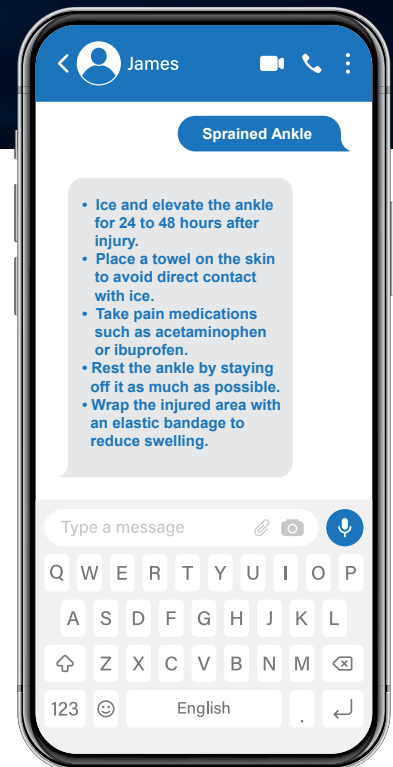 James
Sprained Ankle
• Ice and elevate the ankle
for 24 to 48 hours after
injury.
• Place a towel on the skin
to avoid direct contact
with ice.
• Take pain medications
such as acetaminophen
or ibuprofen.
• Rest the ankle by staying
off it as much as possible.
• Wrap the injured area with
an elastic bandage to
reduce swelling.
Type a message
Q W E R T Y U I O P
A S D F G H J K L
Z X C V B N M
123 English .